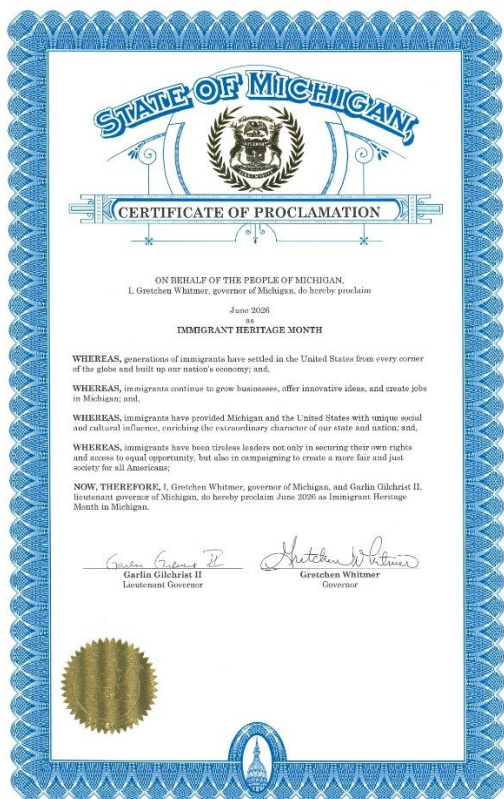 STATE OF MICHIGAN,
CERTIFICATE OF PROCLAMATION
ON BEHALF OF THE PEOPLE OF MICHIGAN,
I, Gretchen Whitmer, governor of Michigan, do hereby proclaim
June 2026
as
IMMIGRANT HERITAGE MONTH
WHEREAS, generations of immigrants have settled in the United States from every corner
of the globe and built up our nation's economy; and,
WHEREAS, immigrants continue to grow businesses, offer innovative ideas, and create jobs
in Michigan; and,
WHEREAS, immigrants have provided Michigan and the United States with unique social
and cultural influence, enriching the extraordinary character of our state and nation; and,
WHEREAS, immigrants have been tireless leaders not only in securing their own rights
and access to equal opportunity, but also in campaigning to create a more fair and just
society for all Americans;
NOW, THEREFORE, I, Gretchen Whitmer, governor of Michigan, and Garlin Gilchrist II,
lieutenant governor of Michigan, do hereby proclaim June 2026 as Immigrant Heritage
Month in Michigan.
Garlin Gilchrist II Gretchen Whitmer
Garlin Gilchrist II Gretchen Whitmer
Lieutenant Governor Governor